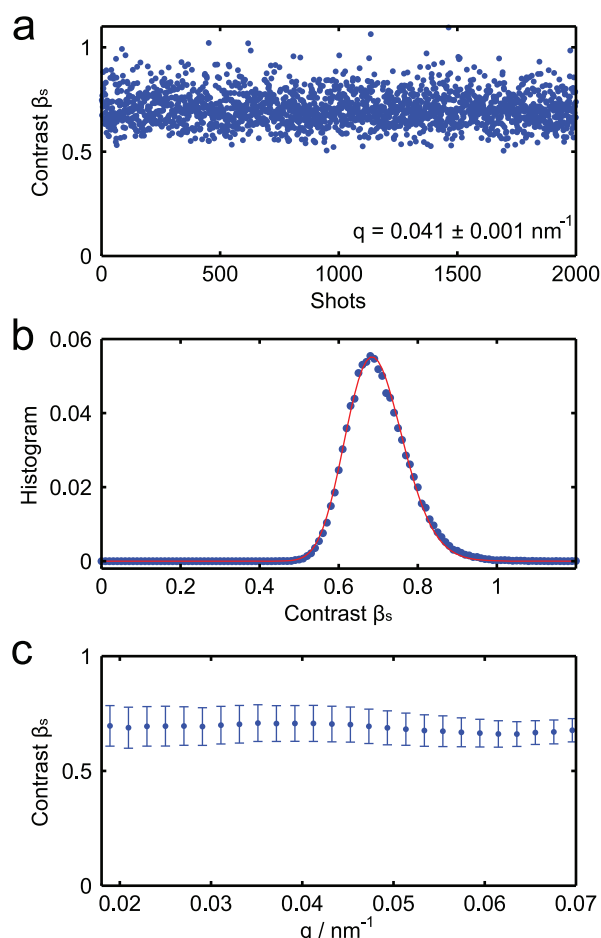 a
1
0.5
0
Contrast βs
q = 0.041 ± 0.001 nm-1
0 500 1000 1500 2000
Shots
b
0.06
0.04
0.02
0
Histogram
0 0.2 0.4 0.6 0.8 1
Contrast βs
c
1
0.5
0
Contrast βs
0.02 0.03 0.04 0.05 0.06 0.07
q / nm-1